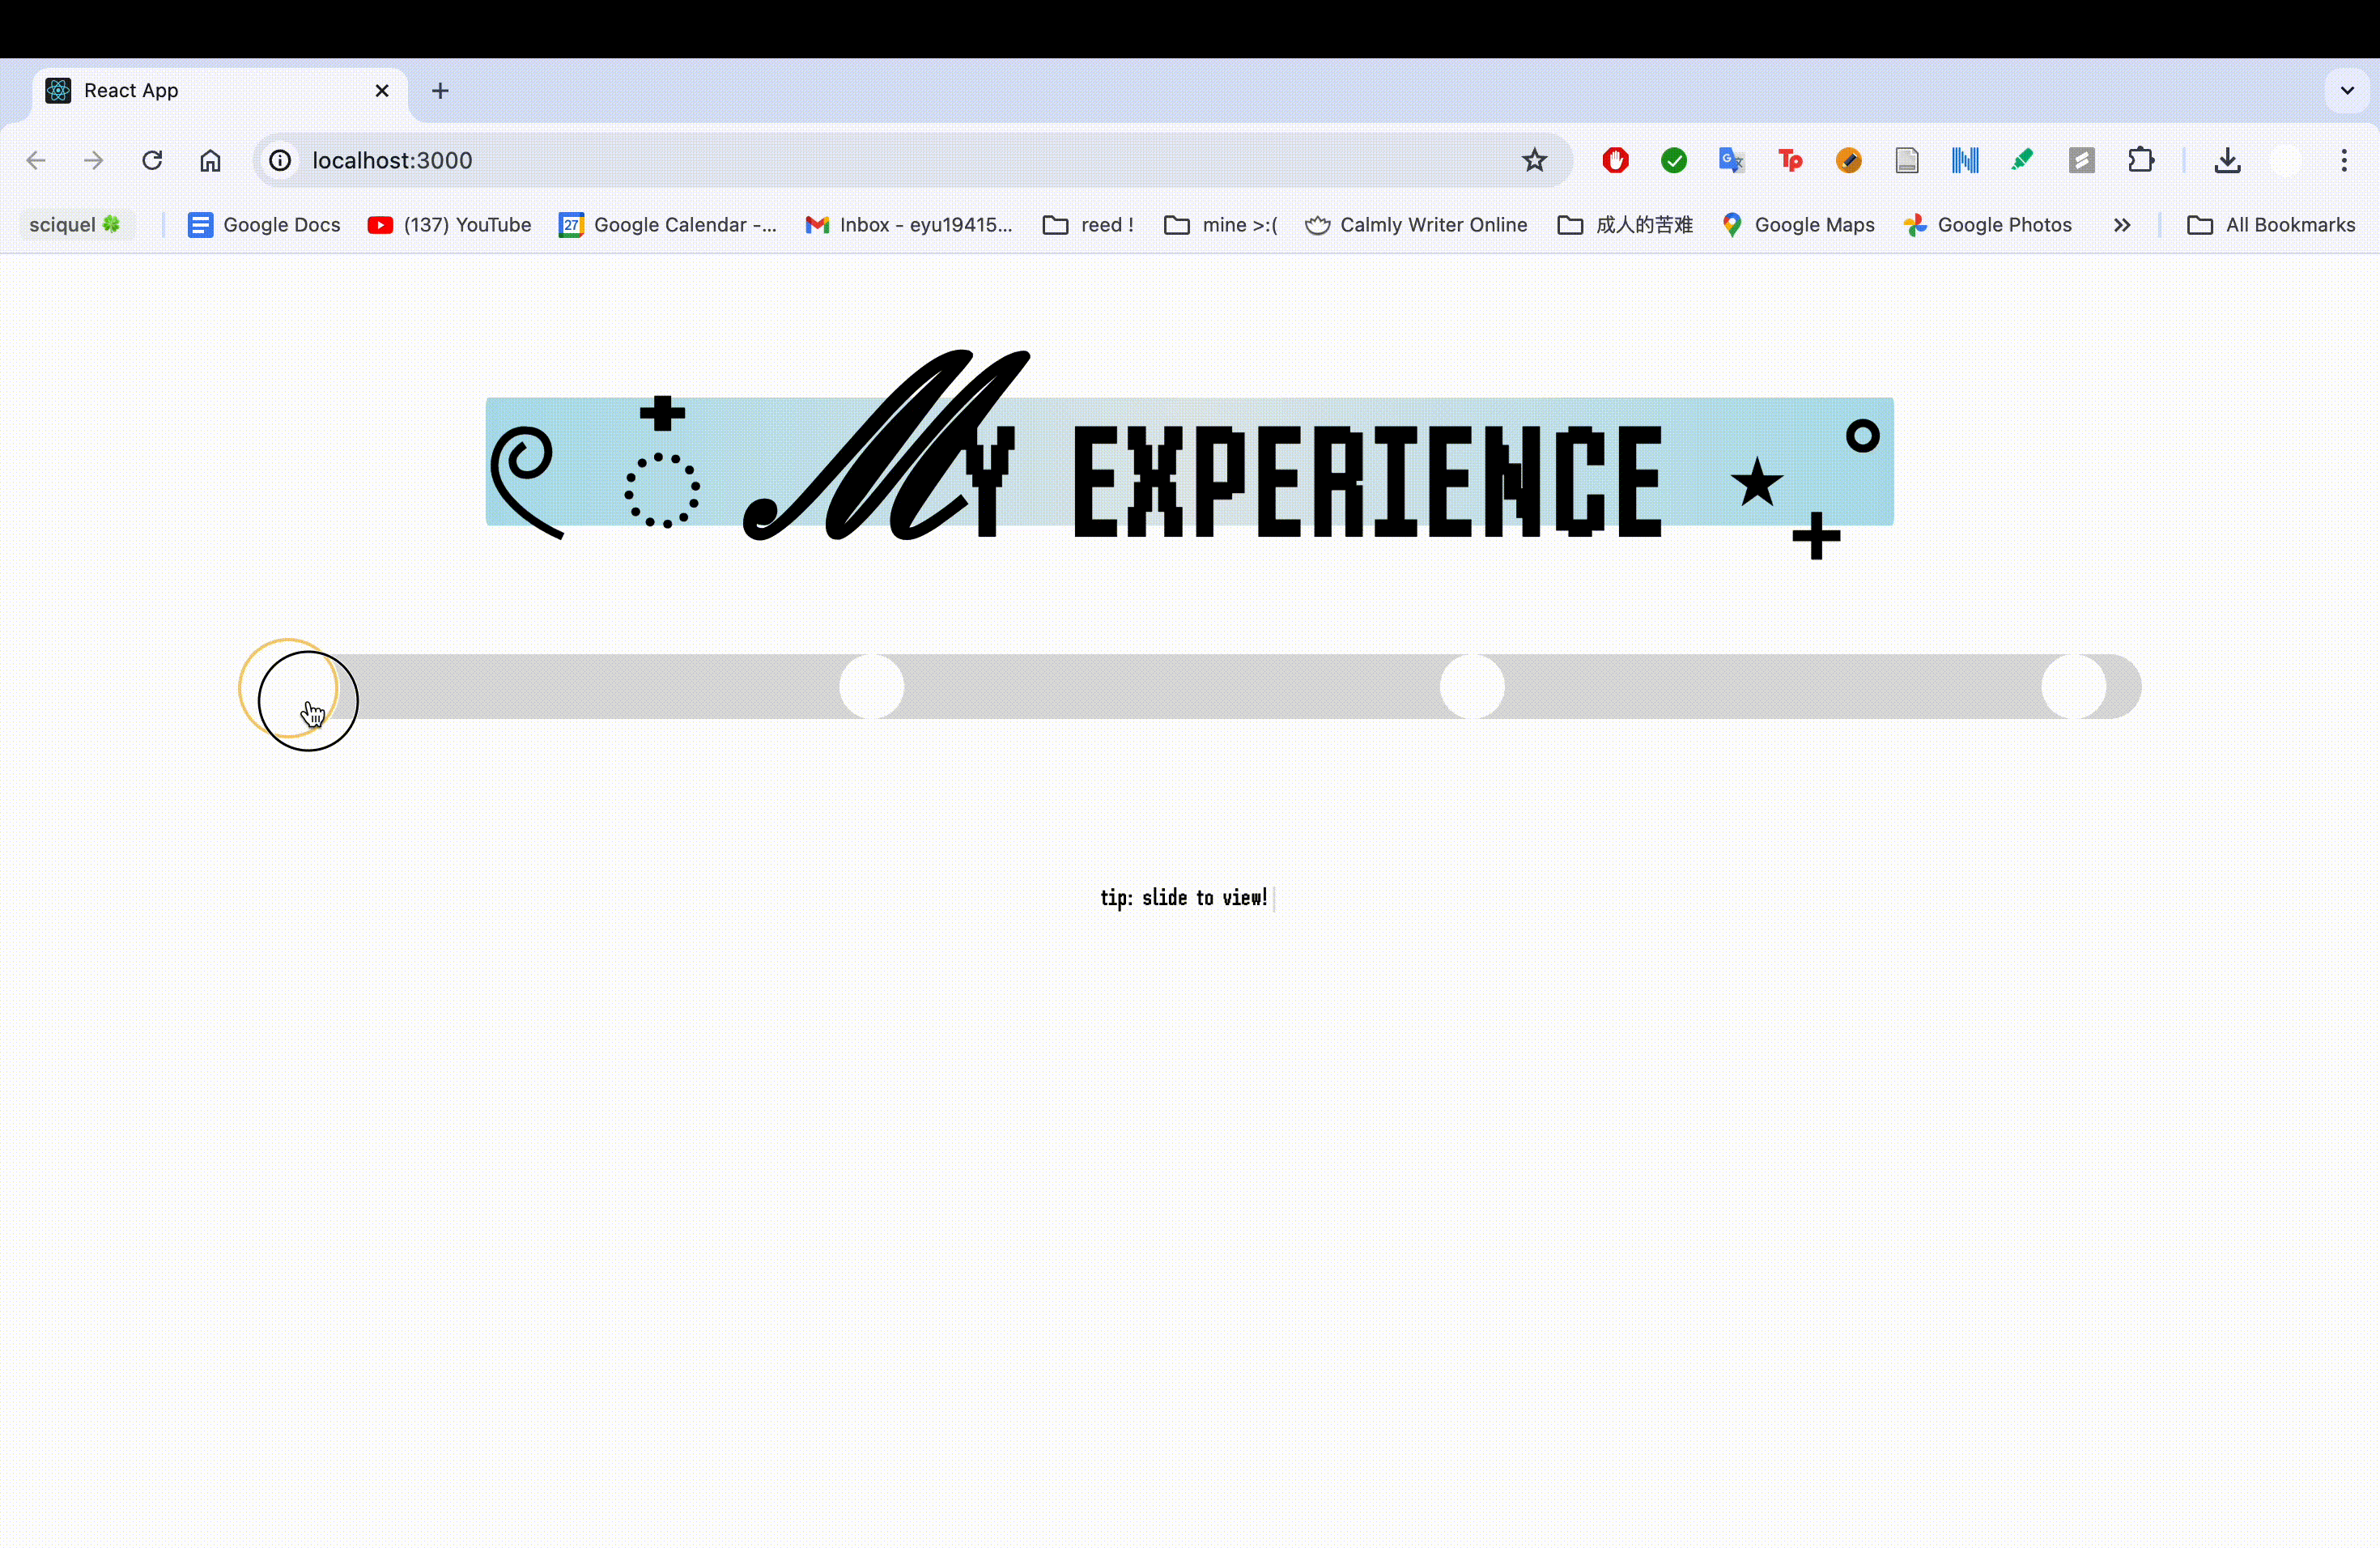 React App
localhost:3000
sciquel 🍀 Google Docs (137) YouTube Google Calendar -... Inbox - eyu19415... reed ! mine >:( Calmly Writer Online 成人的苦难 Google Maps Google Photos All Bookmarks
MY EXPERIENCE
tip: slide to view!